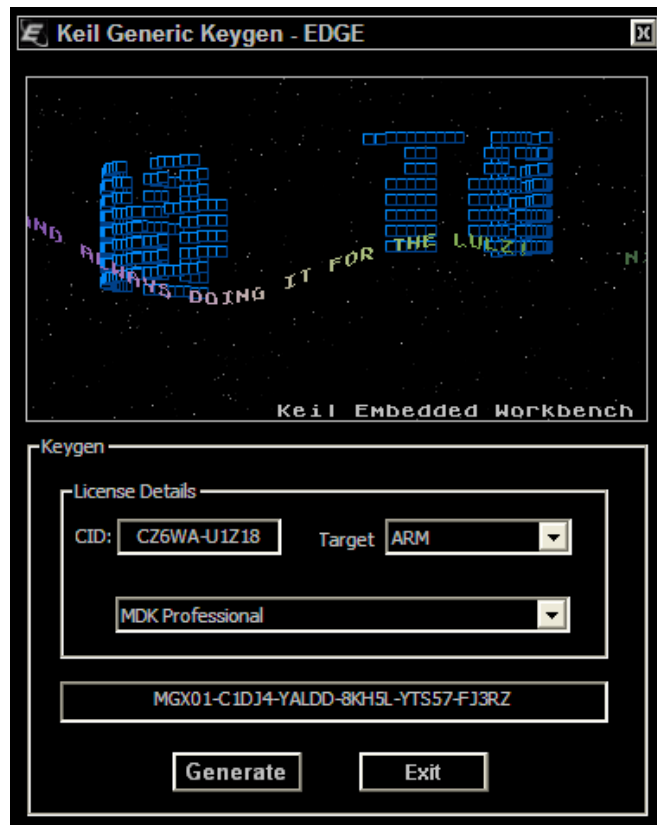 Keil Generic Keygen - EDGE
ALWAYS DOING IT FOR THE LULZ!
Keil Embedded Workbench
Keygen
License Details
CID: CZ6WA-U1Z18 Target ARM
MDK Professional
MGX01-C1DJ4-YALDD-8KH5L-YTS57-FJ3RZ
Generate Exit